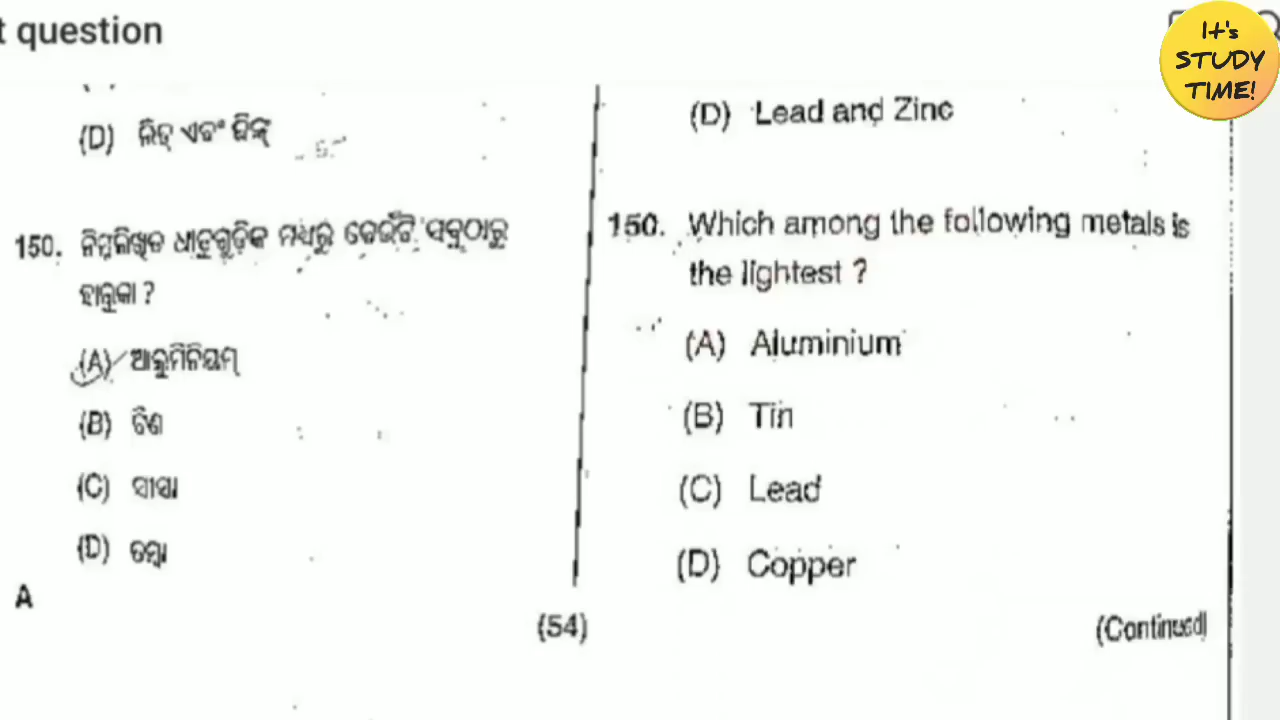 t question
It's
STUDY
TIME!
(D) ଲିଡ୍ ଏବଂ ଜିଙ୍କ୍
150. ନିମ୍ନଲିଖିତ ଧାତୁଗୁଡ଼ିକ ମଧ୍ୟରୁ କେଉଁଟି ସବୁଠାରୁ
ହାଲୁକା ?
(A) ଆଲୁମିନିୟମ୍
(B) ଟିଣ
(C) ସୀସା
(D) ତମ୍ବା
A
(D) Lead and Zinc
150. Which among the following metals is
the lightest ?
(A) Aluminium
(B) Tin
(C) Lead
(D) Copper
(54)
(Continued)